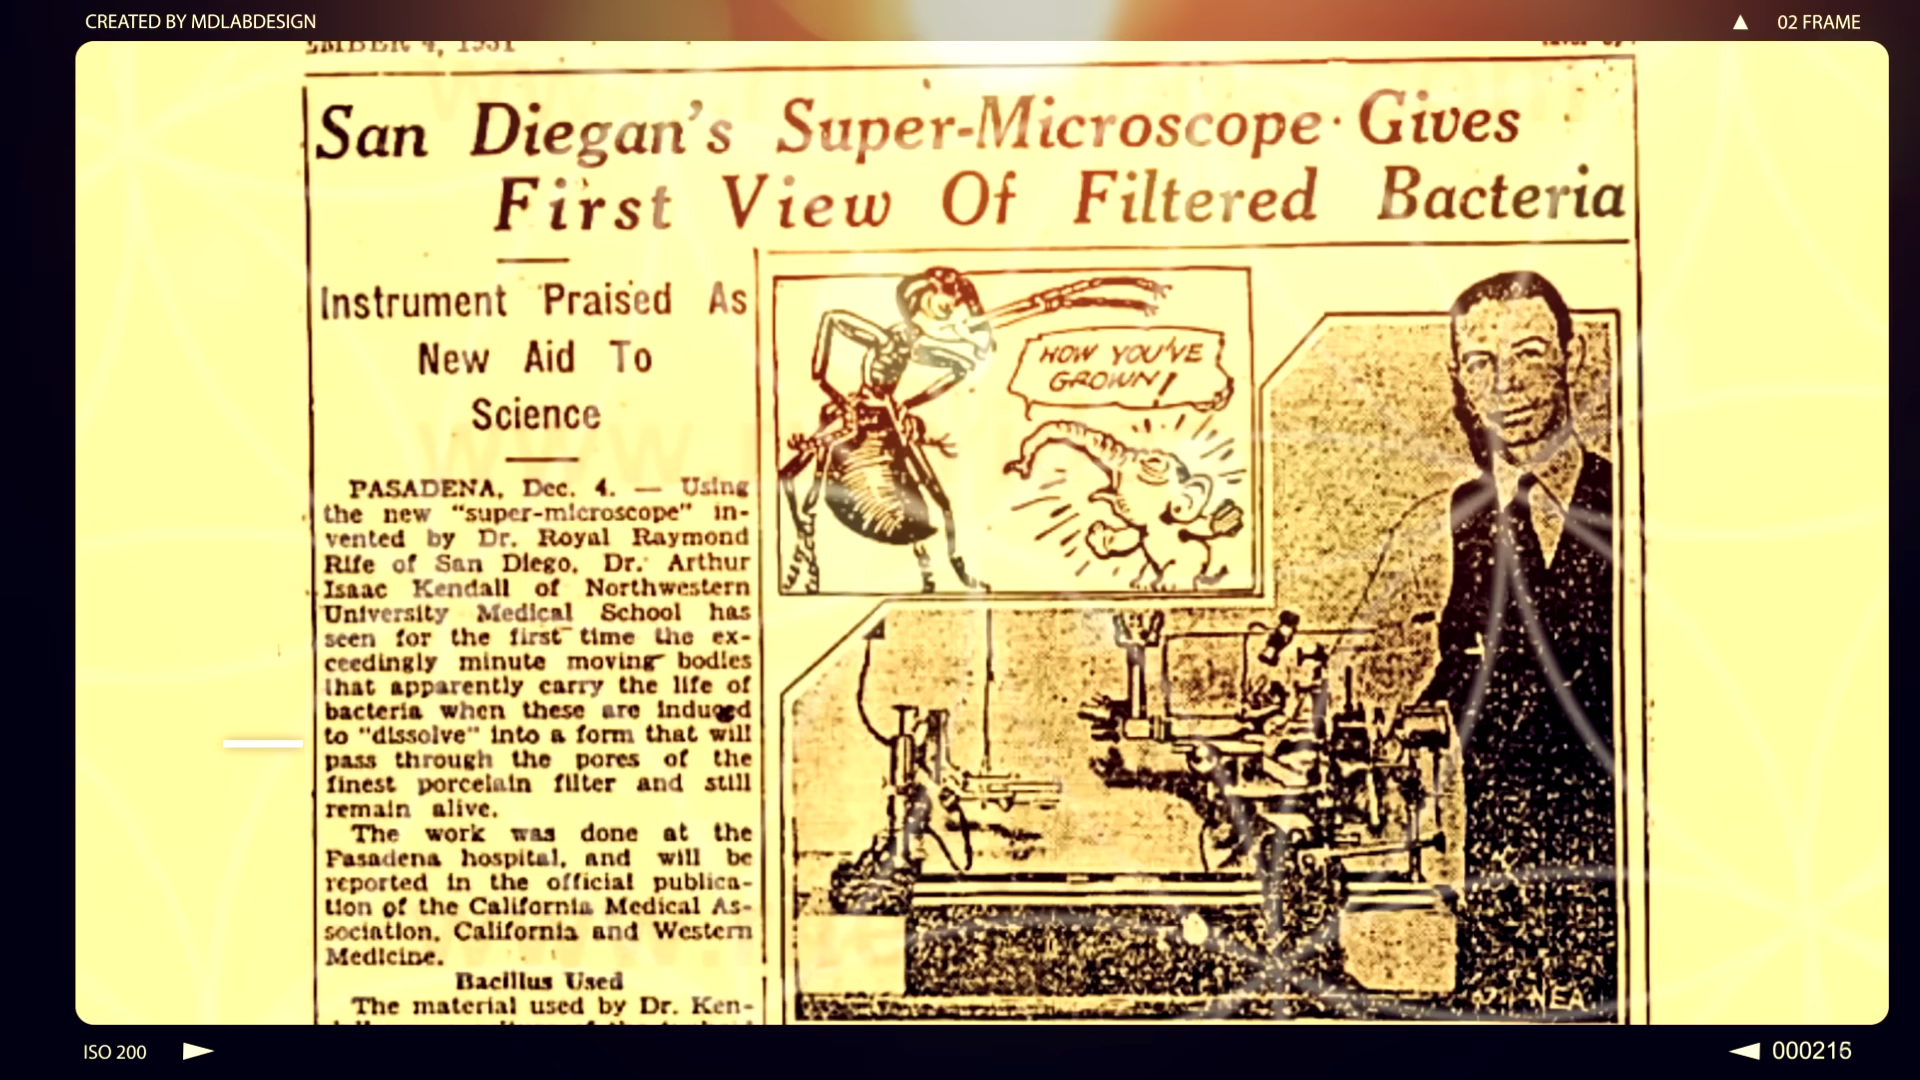 CREATED BY MDLABDESIGN
02 FRAME
EMBER 4, 1931
San Diegan's Super-Microscope Gives
First View Of Filtered Bacteria
Instrument Praised As
New Aid To
Science
PASADENA, Dec. 4. — Using
the new "super-microscope" in-
vented by Dr. Royal Raymond
Rife of San Diego, Dr. Arthur
Isaac Kendall of Northwestern
University Medical School has
seen for the first time the ex-
ceedingly minute moving bodies
that apparently carry the life of
bacteria when these are induced
to "dissolve" into a form that will
pass through the pores of the
finest porcelain filter and still
remain alive.
The work was done at the
Pasadena hospital, and will be
reported in the official publica-
tion of the California Medical As-
sociation, California and Western
Medicine.
Bacillus Used
The material used by Dr. Ken-
HOW YOU'VE
GROWN!
NEA
ISO 200
000216